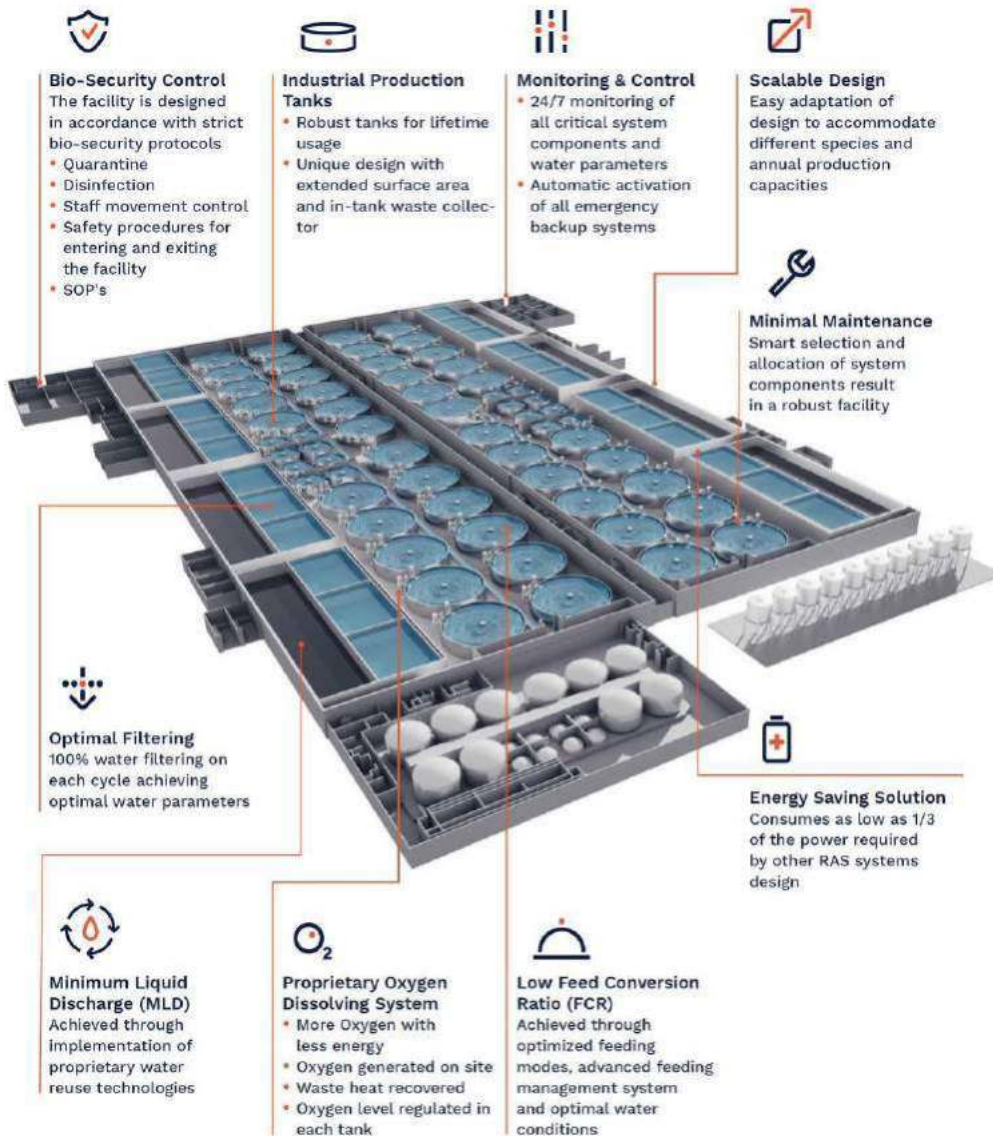 Bio-Security Control
The facility is designed
in accordance with strict
bio-security protocols
• Quarantine
• Disinfection
• Staff movement control
• Safety procedures for
entering and exiting
the facility
• SOP's
Industrial Production
Tanks
• Robust tanks for lifetime
usage
• Unique design with
extended surface area
and in-tank waste collec-
tor
Monitoring & Control
• 24/7 monitoring of
all critical system
components and
water parameters
• Automatic activation
of all emergency
backup systems
Scalable Design
Easy adaptation of
design to accommodate
different species and
annual production
capacities
Minimal Maintenance
Smart selection and
allocation of system
components result
in a robust facility
Optimal Filtering
100% water filtering on
each cycle achieving
optimal water parameters
Energy Saving Solution
Consumes as low as 1/3
of the power required
by other RAS systems
design
Minimum Liquid
Discharge (MLD)
Achieved through
implementation of
proprietary water
reuse technologies
O2
Proprietary Oxygen
Dissolving System
• More Oxygen with
less energy
• Oxygen generated on site
• Waste heat recovered
• Oxygen level regulated in
each tank
Low Feed Conversion
Ratio (FCR)
Achieved through
optimized feeding
modes, advanced feeding
management system
and optimal water
conditions